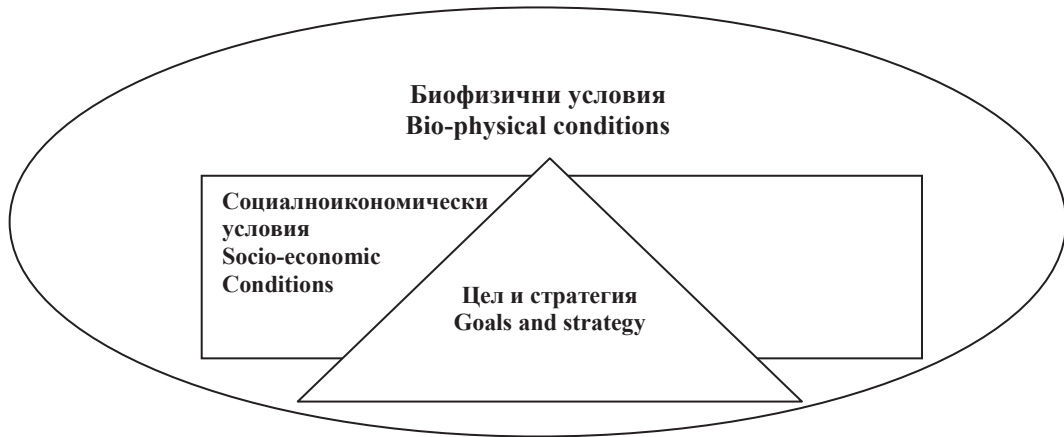 Биофизични условия
Bio-physical conditions
Социалноикономически
условия
Socio-economic
Conditions
Цел и стратегия
Goals and strategy